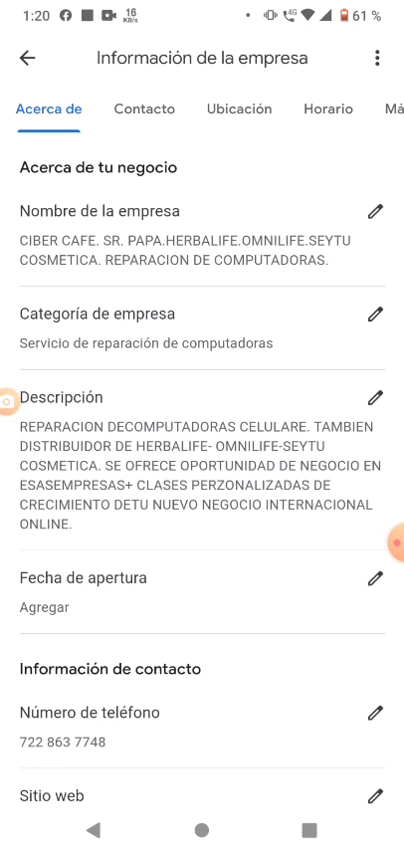 1:20 16 KB/s 4G 61 %
Información de la empresa
Acerca de Contacto Ubicación Horario Má
Acerca de tu negocio
Nombre de la empresa
CIBER CAFE. SR. PAPA.HERBALIFE.OMNILIFE.SEYTU
COSMETICA. REPARACION DE COMPUTADORAS.
Categoría de empresa
Servicio de reparación de computadoras
Descripción
REPARACION DECOMPUTADORAS CELULARE. TAMBIEN
DISTRIBUIDOR DE HERBALIFE- OMNILIFE-SEYTU
COSMETICA. SE OFRECE OPORTUNIDAD DE NEGOCIO EN
ESASEMPRESAS+ CLASES PERZONALIZADAS DE
CRECIMIENTO DETU NUEVO NEGOCIO INTERNACIONAL
ONLINE.
Fecha de apertura
Agregar
Información de contacto
Número de teléfono
722 863 7748
Sitio web